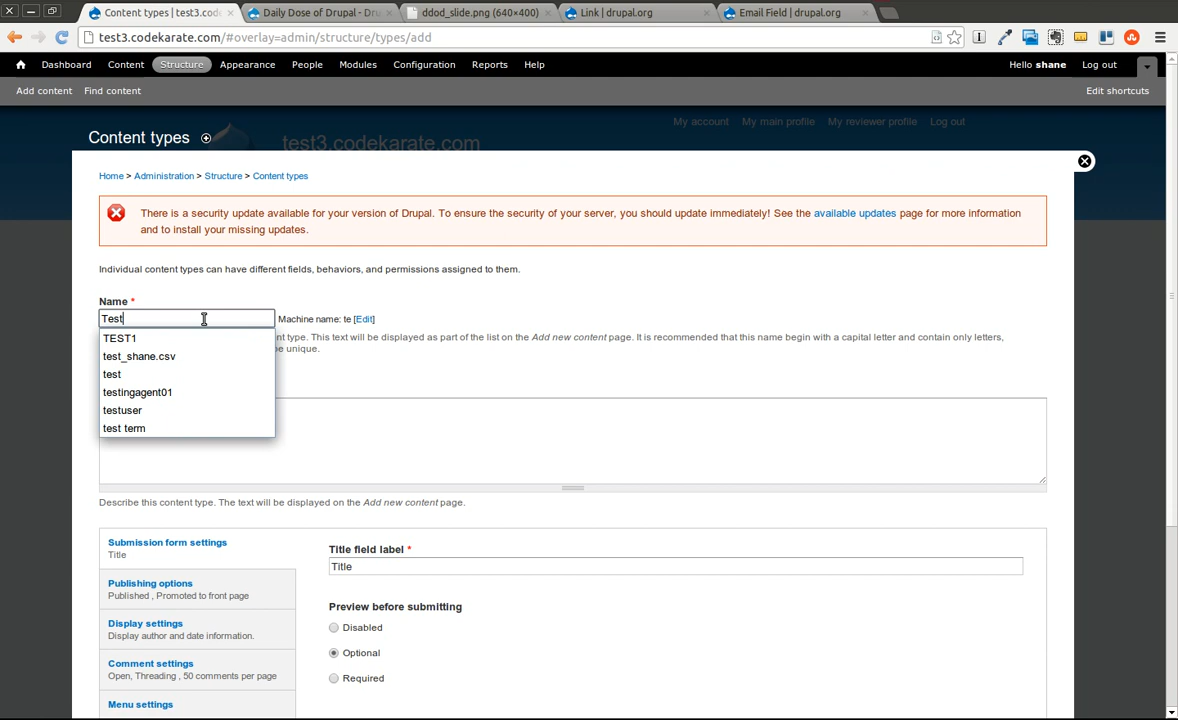 Content types | test3.cod
Daily Dose of Drupal - Dr
ddod_slide.png (640×400)
Link | drupal.org
Email Field | drupal.org
test3.codekarate.com/#overlay=admin/structure/types/add
Dashboard Content Structure Appearance People Modules Configuration Reports Help
Hello shane Log out
Add content Find content
Edit shortcuts
My account My main profile My reviewer profile Log out
Content types
test3.codekarate.com
Home > Administration > Structure > Content types
There is a security update available for your version of Drupal. To ensure the security of your server, you should update immediately! See the available updates page for more information
and to install your missing updates.
Individual content types can have different fields, behaviors, and permissions assigned to them.
Name *
Test
Machine name: te [Edit]
TEST1
nt type. This text will be displayed as part of the list on the Add new content page. It is recommended that this name begin with a capital letter and contain only letters,
e unique.
test_shane.csv
test
testingagent01
testuser
test term
Describe this content type. The text will be displayed on the Add new content page.
Submission form settings
Title
Publishing options
Published , Promoted to front page
Display settings
Display author and date information.
Comment settings
Open, Threading , 50 comments per page
Menu settings
Title field label *
Title
Preview before submitting
Disabled
Optional
Required